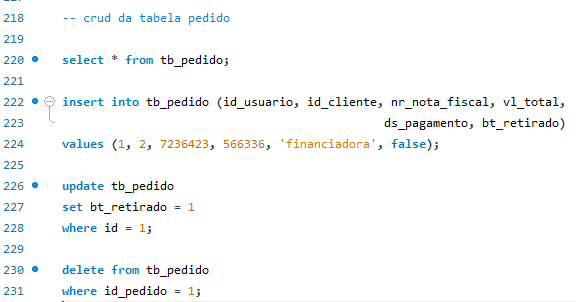 218 -- crud da tabela pedido
219
220 select * from tb_pedido;
221
222 insert into tb_pedido (id_usuario, id_cliente, nr_nota_fiscal, vl_total,
223 ds_pagamento, bt_retirado)
224 values (1, 2, 7236423, 566336, 'financiadora', false);
225
226 update tb_pedido
227 set bt_retirado = 1
228 where id = 1;
229
230 delete from tb_pedido
231 where id_pedido = 1;